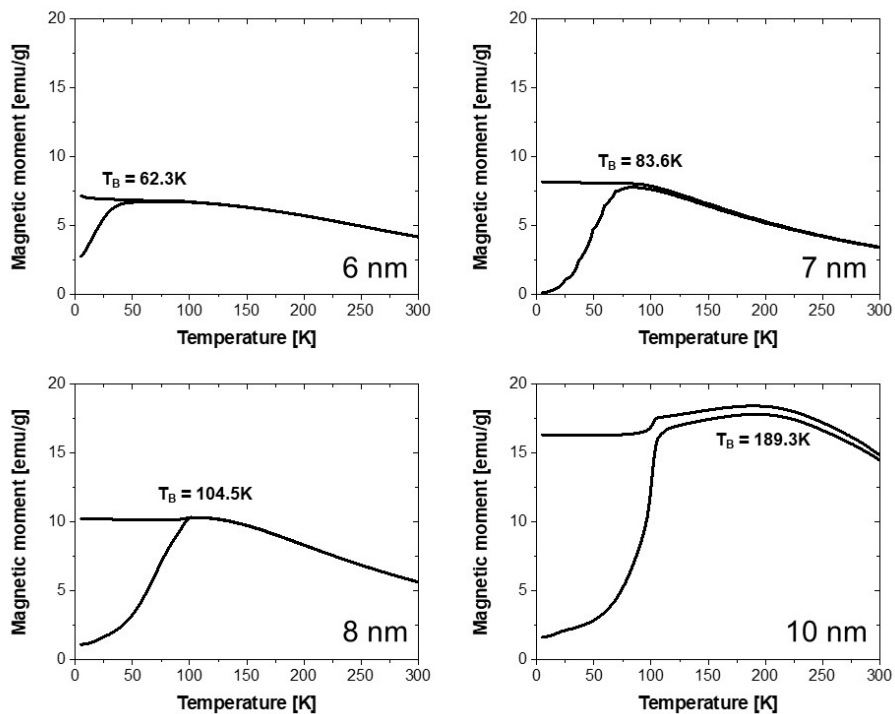 20
15
10
5
0
Magnetic moment [emu/g]
T_B = 62.3K
6 nm
0 50 100 150 200 250 300
Temperature [K]
20
15
10
5
0
Magnetic moment [emu/g]
T_B = 83.6K
7 nm
0 50 100 150 200 250 300
Temperature [K]
20
15
10
5
0
Magnetic moment [emu/g]
T_B = 104.5K
8 nm
0 50 100 150 200 250 300
Temperature [K]
20
15
10
5
0
Magnetic moment [emu/g]
T_B = 189.3K
10 nm
0 50 100 150 200 250 300
Temperature [K]